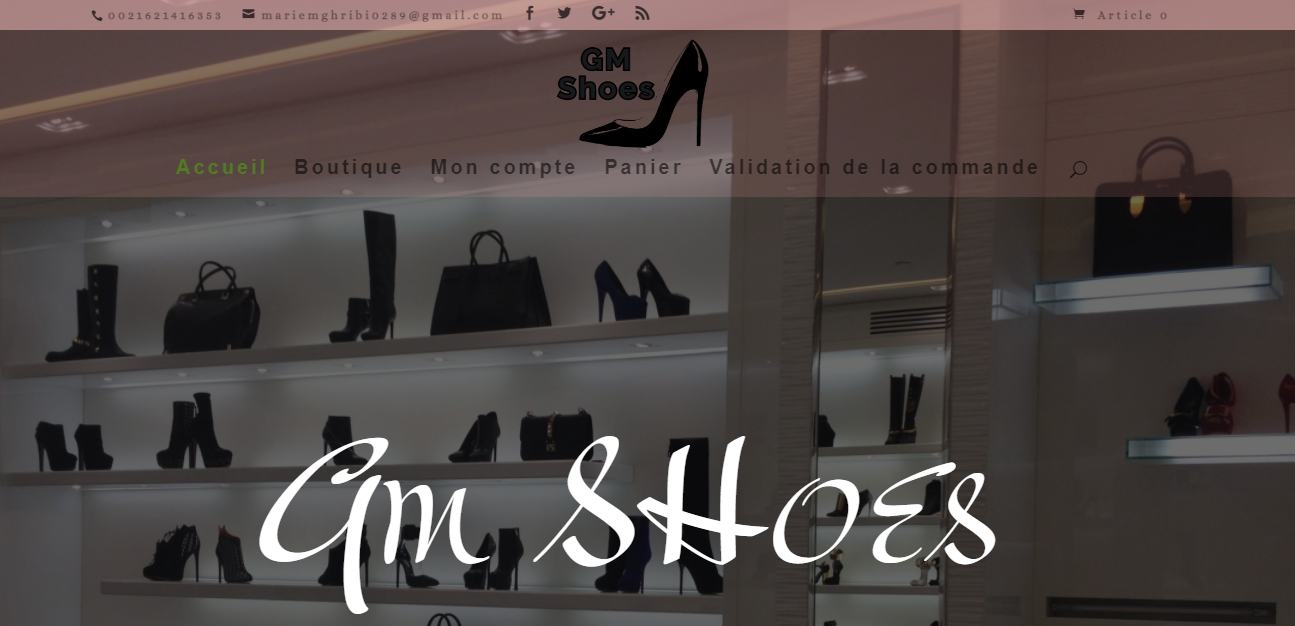 0021621416353 mariemghribi0289@gmail.com G+ Article 0
GM
Shoes
Accueil Boutique Mon compte Panier Validation de la commande
Gm SHoes